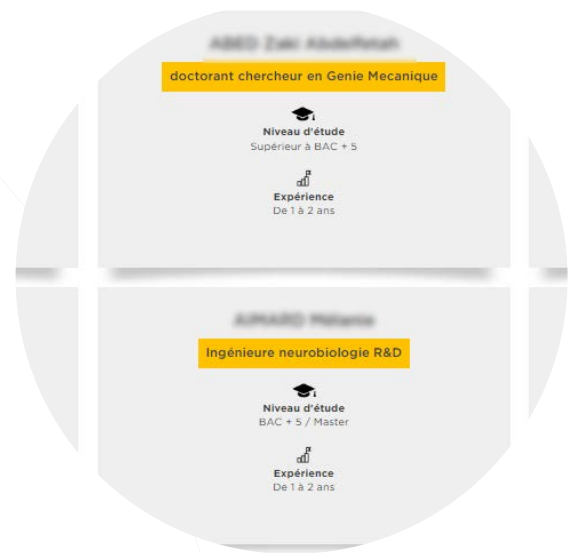 doctorant chercheur en Genie Mecanique
Niveau d'étude
Supérieur à BAC + 5
Expérience
De 1 à 2 ans
Ingénieure neurobiologie R&D
Niveau d'étude
BAC + 5 / Master
Expérience
De 1 à 2 ans